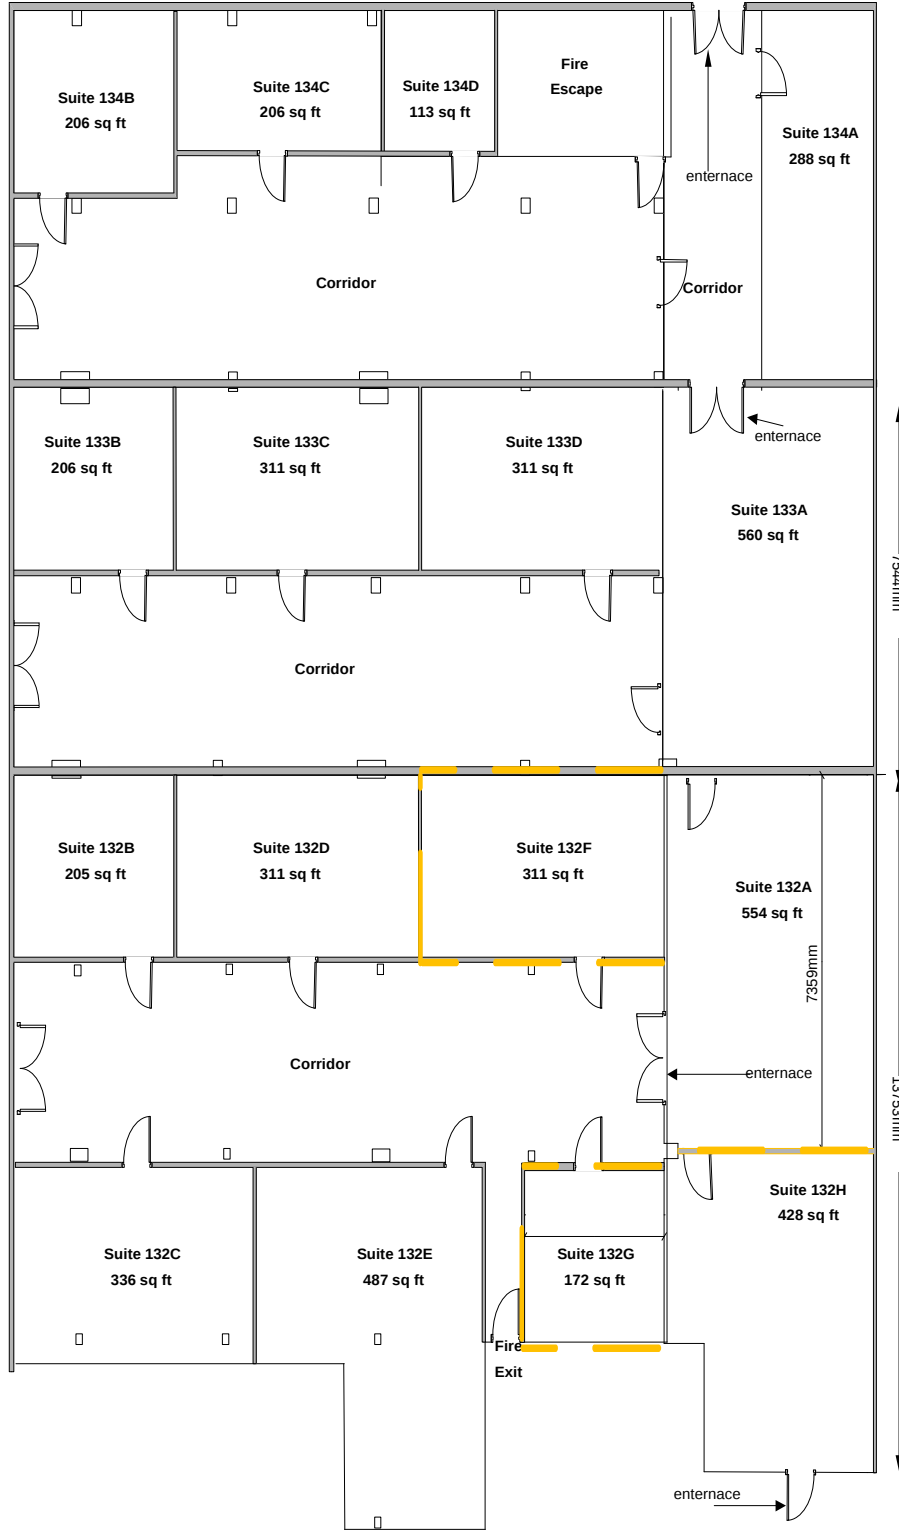 Suite 134B
206 sq ft
Suite 134C
206 sq ft
Suite 134D
113 sq ft
Fire
Escape
Suite 134A
288 sq ft
enternace
Corridor
Corridor
Suite 133B
206 sq ft
Suite 133C
311 sq ft
Suite 133D
311 sq ft
enternace
Suite 133A
560 sq ft
7544mm
Corridor
Suite 132B
205 sq ft
Suite 132D
311 sq ft
Suite 132F
311 sq ft
Suite 132A
554 sq ft
7359mm
Corridor
enternace
13753mm
Suite 132C
336 sq ft
Suite 132E
487 sq ft
Suite 132G
172 sq ft
Suite 132H
428 sq ft
Fire
Exit
enternace